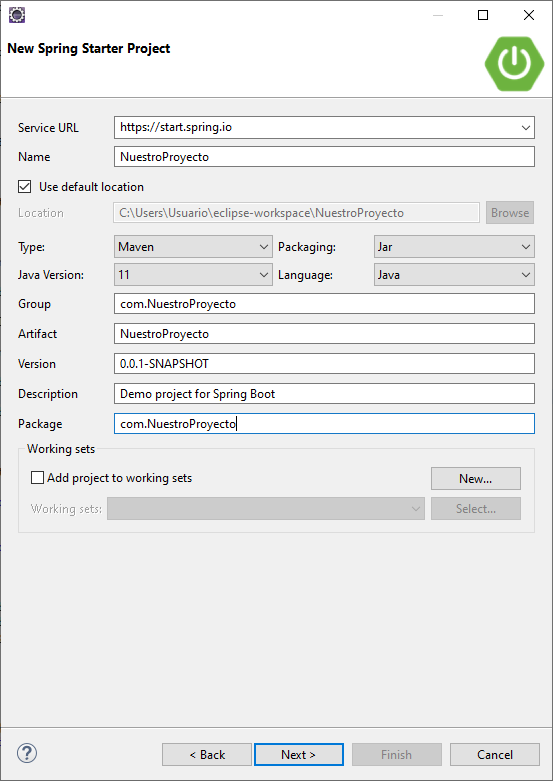 New Spring Starter Project
Service URL https://start.spring.io
Name NuestroProyecto
Use default location
Location C:\Users\Usuario\eclipse-workspace\NuestroProyecto Browse
Type: Maven Packaging: Jar
Java Version: 11 Language: Java
Group com.NuestroProyecto
Artifact NuestroProyecto
Version 0.0.1-SNAPSHOT
Description Demo project for Spring Boot
Package com.NuestroProyecto
Working sets
Add project to working sets New...
Working sets: Select...
? < Back Next > Finish Cancel